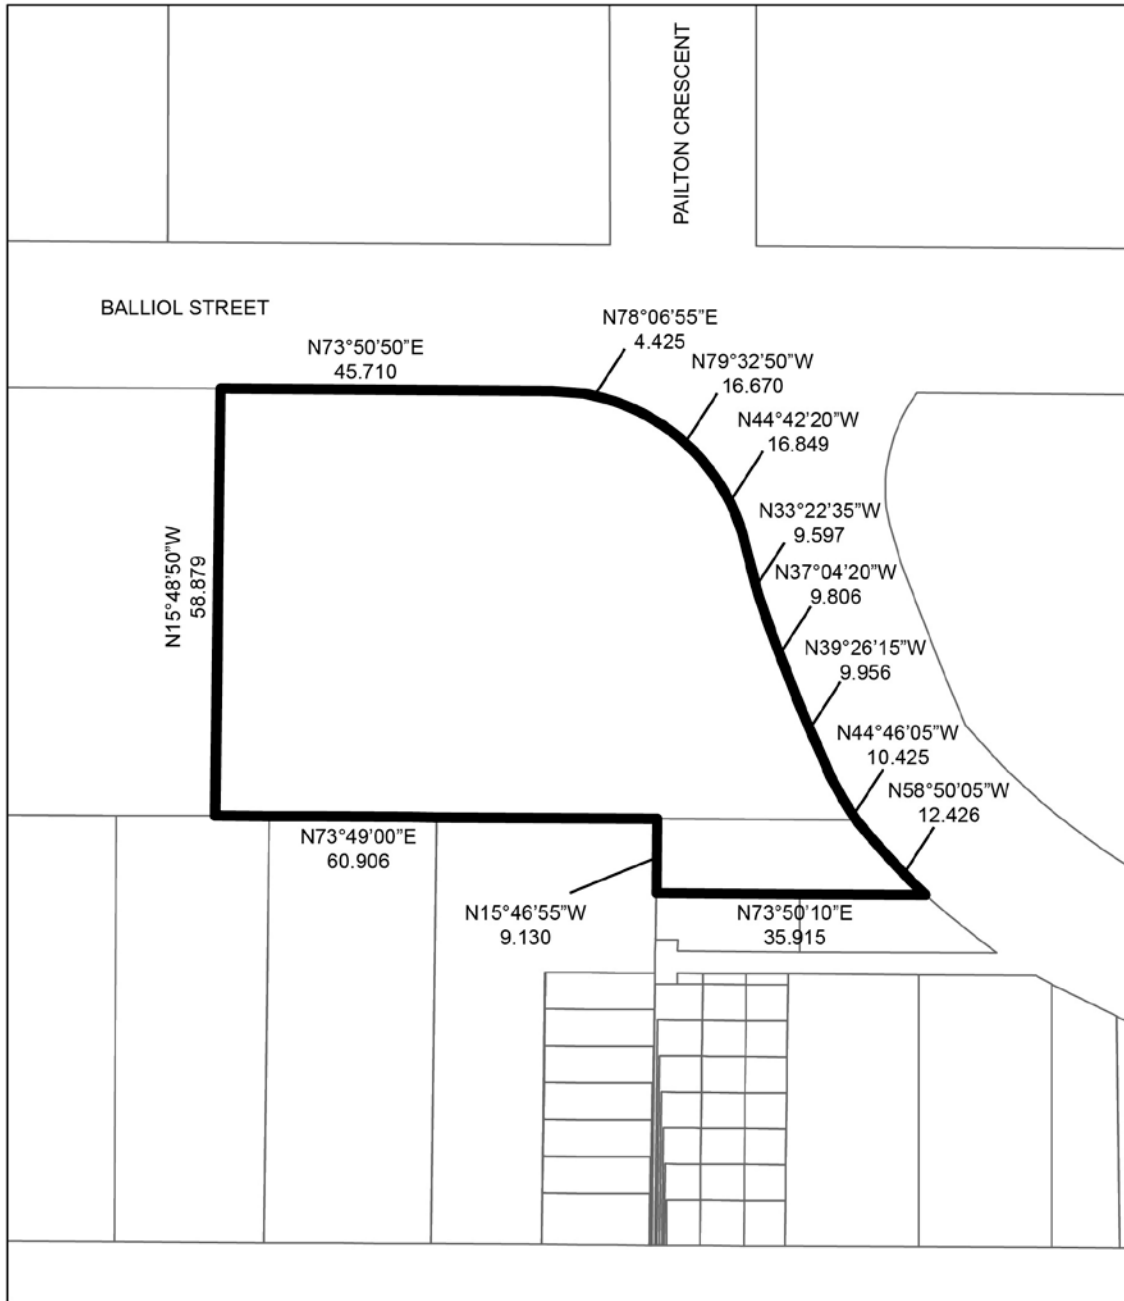 PAILTON CRESCENT
BALLIOL STREET
N78°06'55"E
4.425
N73°50'50"E
45.710
N79°32'50"W
16.670
N44°42'20"W
16.849
N33°22'35"W
9.597
N15°48'50"W
58.879
N37°04'20"W
9.806
N39°26'15"W
9.956
N44°46'05"W
10.425
N58°50'05"W
12.426
N73°49'00"E
60.906
N15°46'55"W
9.130
N73°50'10"E
35.915